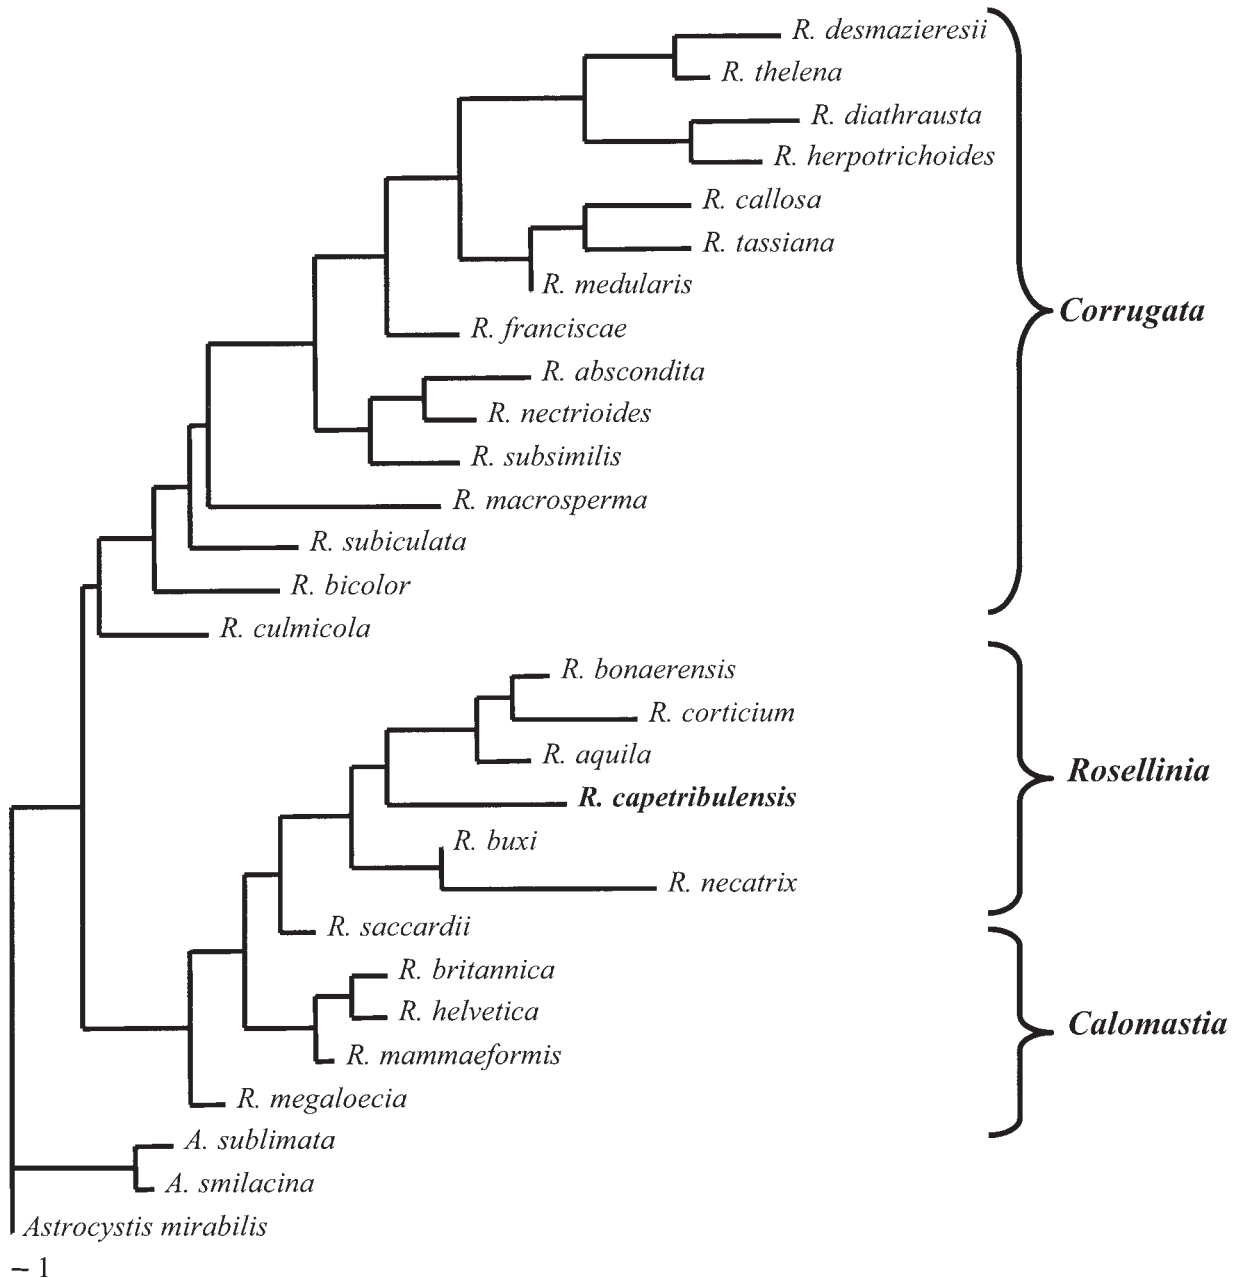 R. desmazieresii
R. thelena
R. diathrausta
R. herpotrichoides
R. callosa
R. tassiana
R. medularis
Corrugata
R. franciscae
R. abscondita
R. nectrioides
R. subsimilis
R. macrosperma
R. subiculata
R. bicolor
R. culmicola
R. bonaerensis
R. corticium
R. aquila
Rosellinia
R. capetribulensis
R. buxi
R. necatrix
R. saccardii
R. britannica
R. helvetica
Calomastia
R. mammaeformis
R. megaloecia
A. sublimata
A. smilacina
Astrocystis mirabilis
– 1